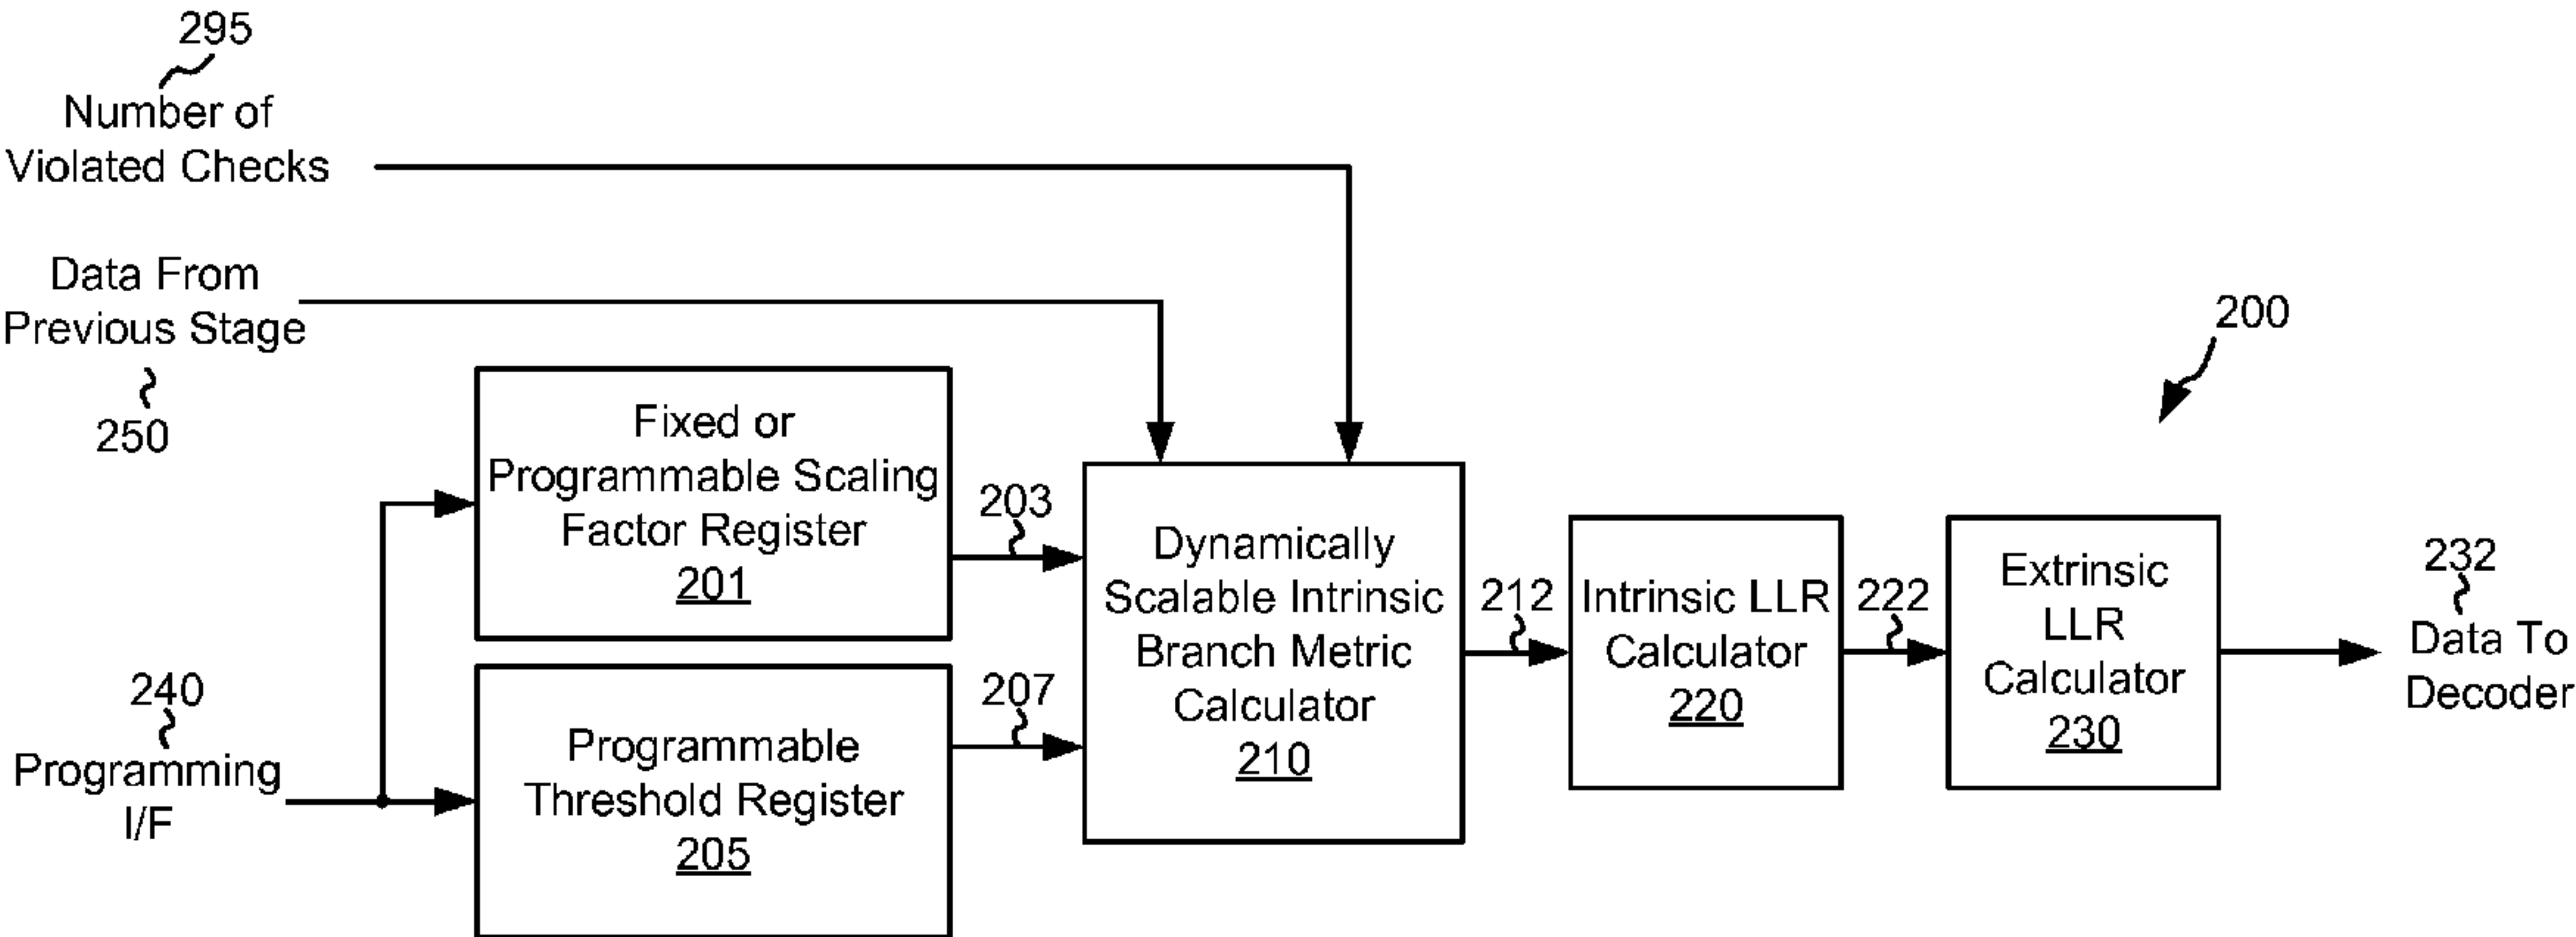 295
Number of
Violated Checks
Data From
Previous Stage
250
200
Fixed or
Programmable Scaling
Factor Register
201
203
240
Programming
I/F
Programmable
Threshold Register
205
207
Dynamically
Scalable Intrinsic
Branch Metric
Calculator
210
212
Intrinsic LLR
Calculator
220
222
Extrinsic
LLR
Calculator
230
232
Data To
Decoder